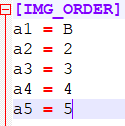 [IMG_ORDER]
a1 = B
a2 = 2
a3 = 3
a4 = 4
a5 = 5